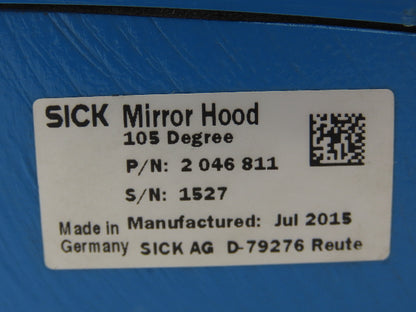 SICK Mirror Hood
105 Degree
P/N: 2 046 811
S/N: 1527
Made in Germany
Manufactured: Jul 2015
SICK AG D-79276 Reute